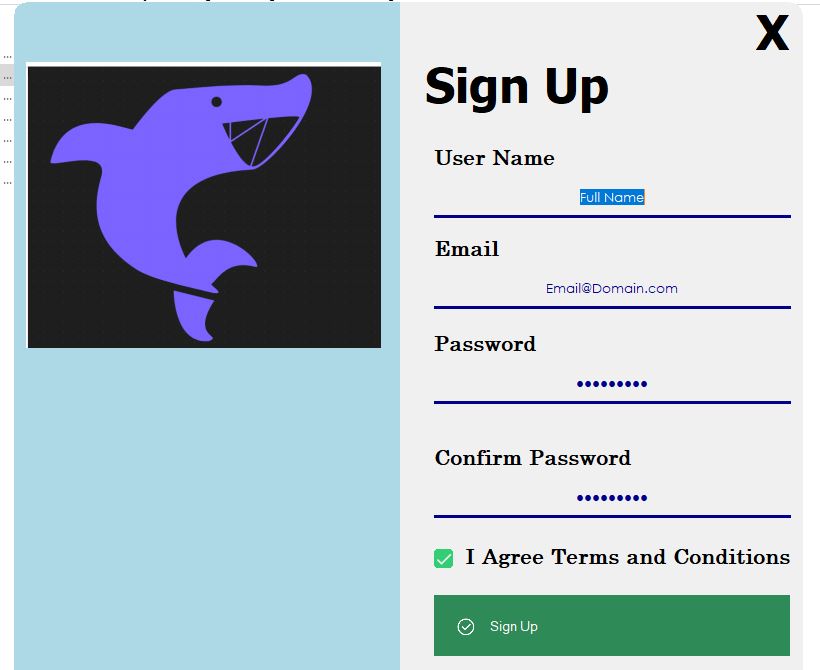 X
Sign Up
User Name
Full Name
Email
Email@Domain.com
Password
•••••••••
Confirm Password
•••••••••
I Agree Terms and Conditions
Sign Up